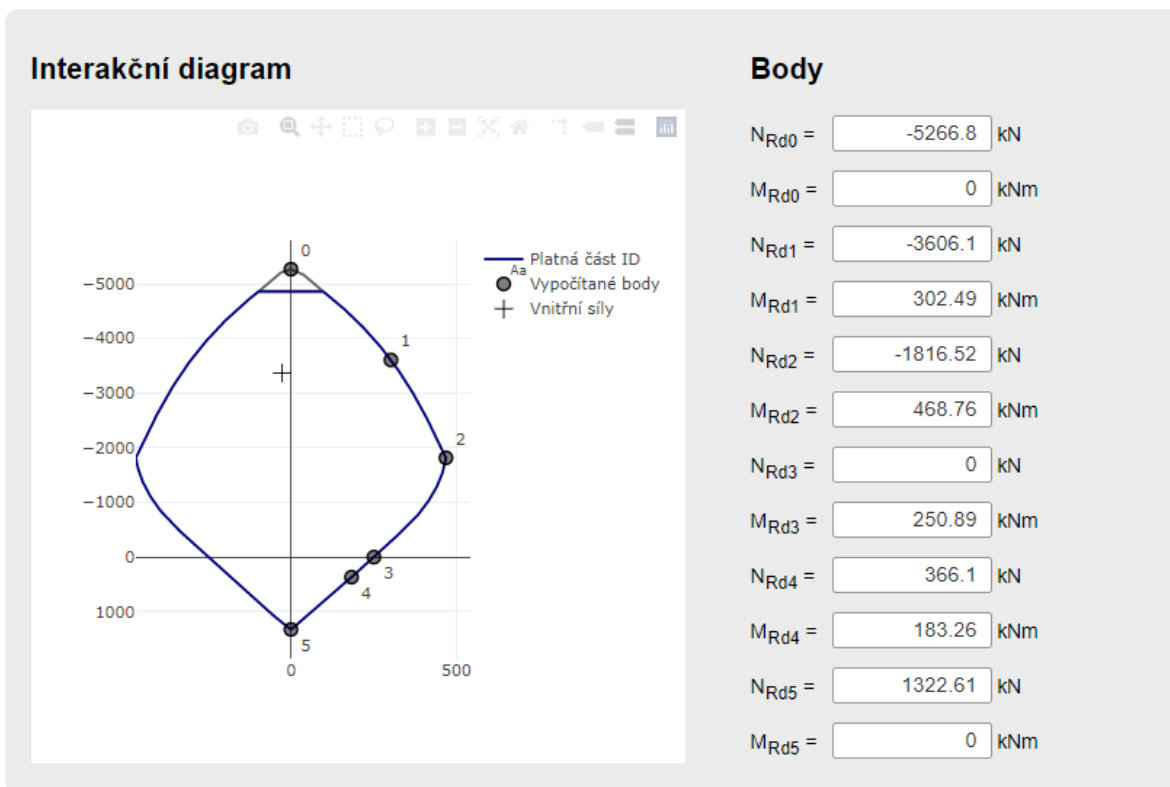 Interakční diagram
0
−5000
−4000
−3000
−2000
−1000
0
1000
1
2
3
4
5
0
500
Platná část ID
Aa
Vypočítané body
Vnitřní síly
Body
NRd0 = -5266.8 kN
MRd0 = 0 kNm
NRd1 = -3606.1 kN
MRd1 = 302.49 kNm
NRd2 = -1816.52 kN
MRd2 = 468.76 kNm
NRd3 = 0 kN
MRd3 = 250.89 kNm
NRd4 = 366.1 kN
MRd4 = 183.26 kNm
NRd5 = 1322.61 kN
MRd5 = 0 kNm